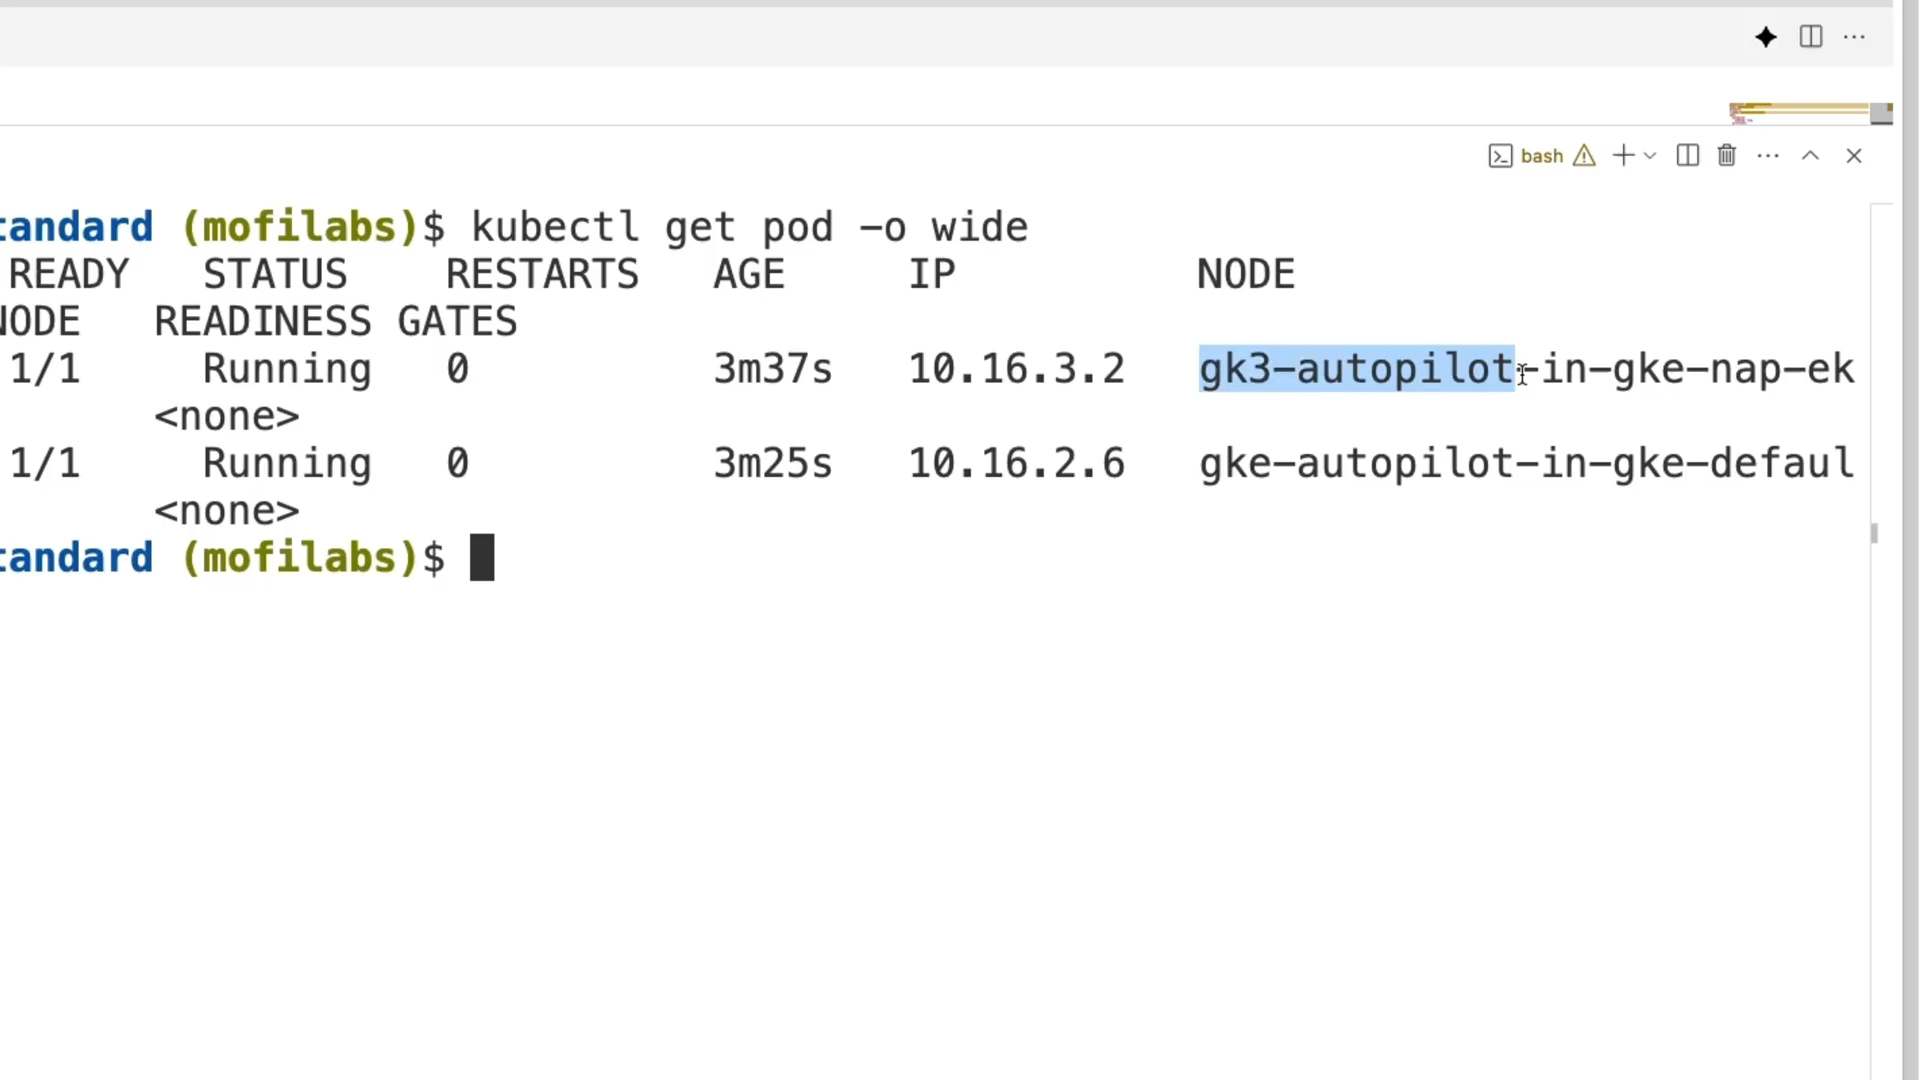 bash
tandard (mofilabs)$ kubectl get pod -o wide
READY STATUS RESTARTS AGE IP NODE
NODE READINESS GATES
1/1 Running 0 3m37s 10.16.3.2 gk3-autopilot-in-gke-nap-ek
<none>
1/1 Running 0 3m25s 10.16.2.6 gke-autopilot-in-gke-defaul
<none>
tandard (mofilabs)$